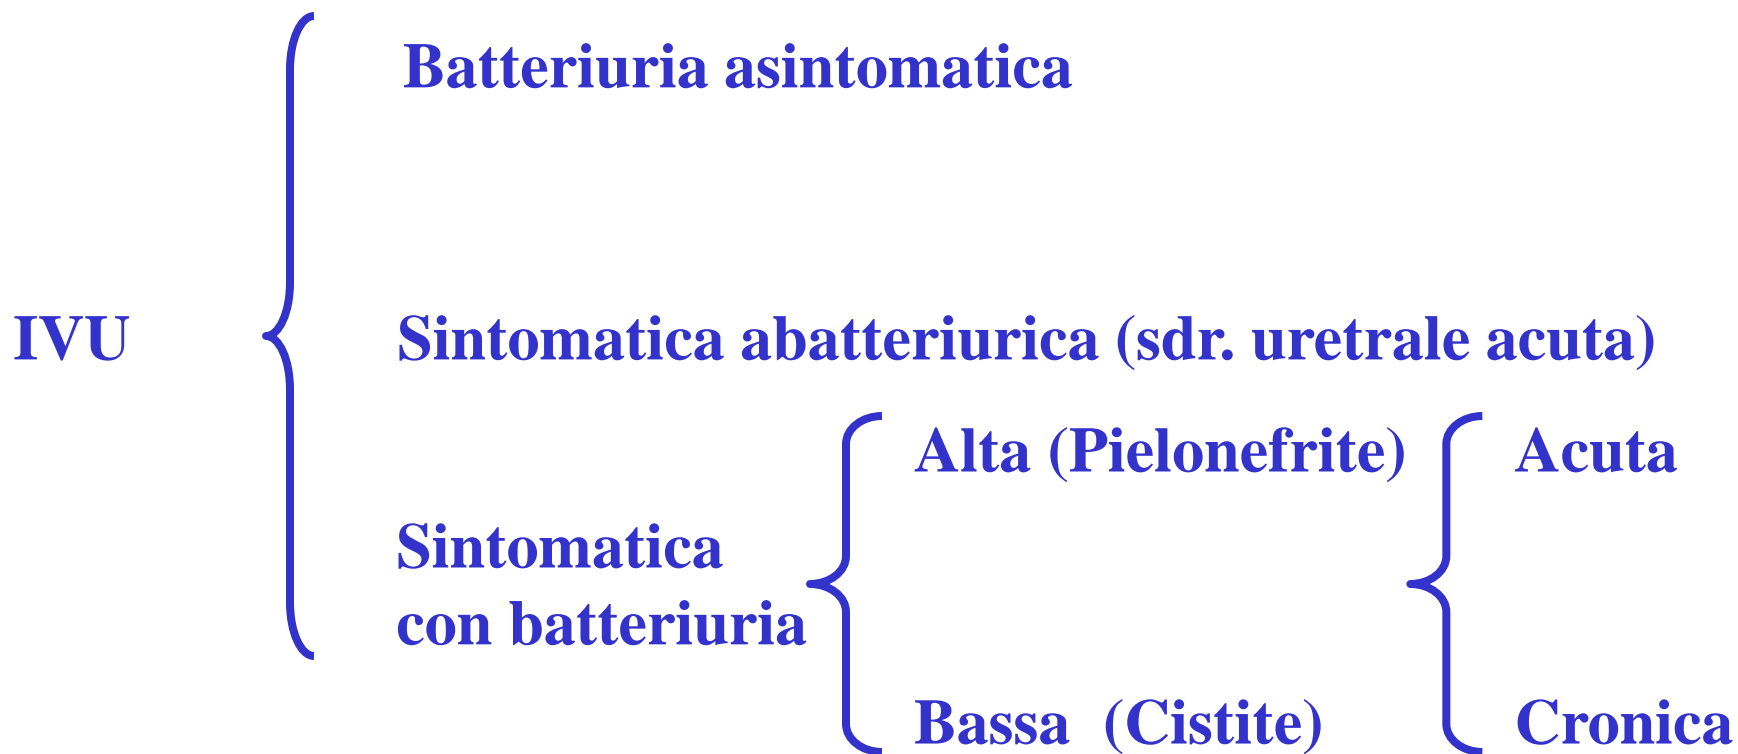 Batteriuria asintomatica
IVU
Sintomatica abatteriurica (sdr. uretrale acuta)
Alta (Pielonefrite)
Acuta
Sintomatica
con batteriuria
Bassa (Cistite)
Cronica